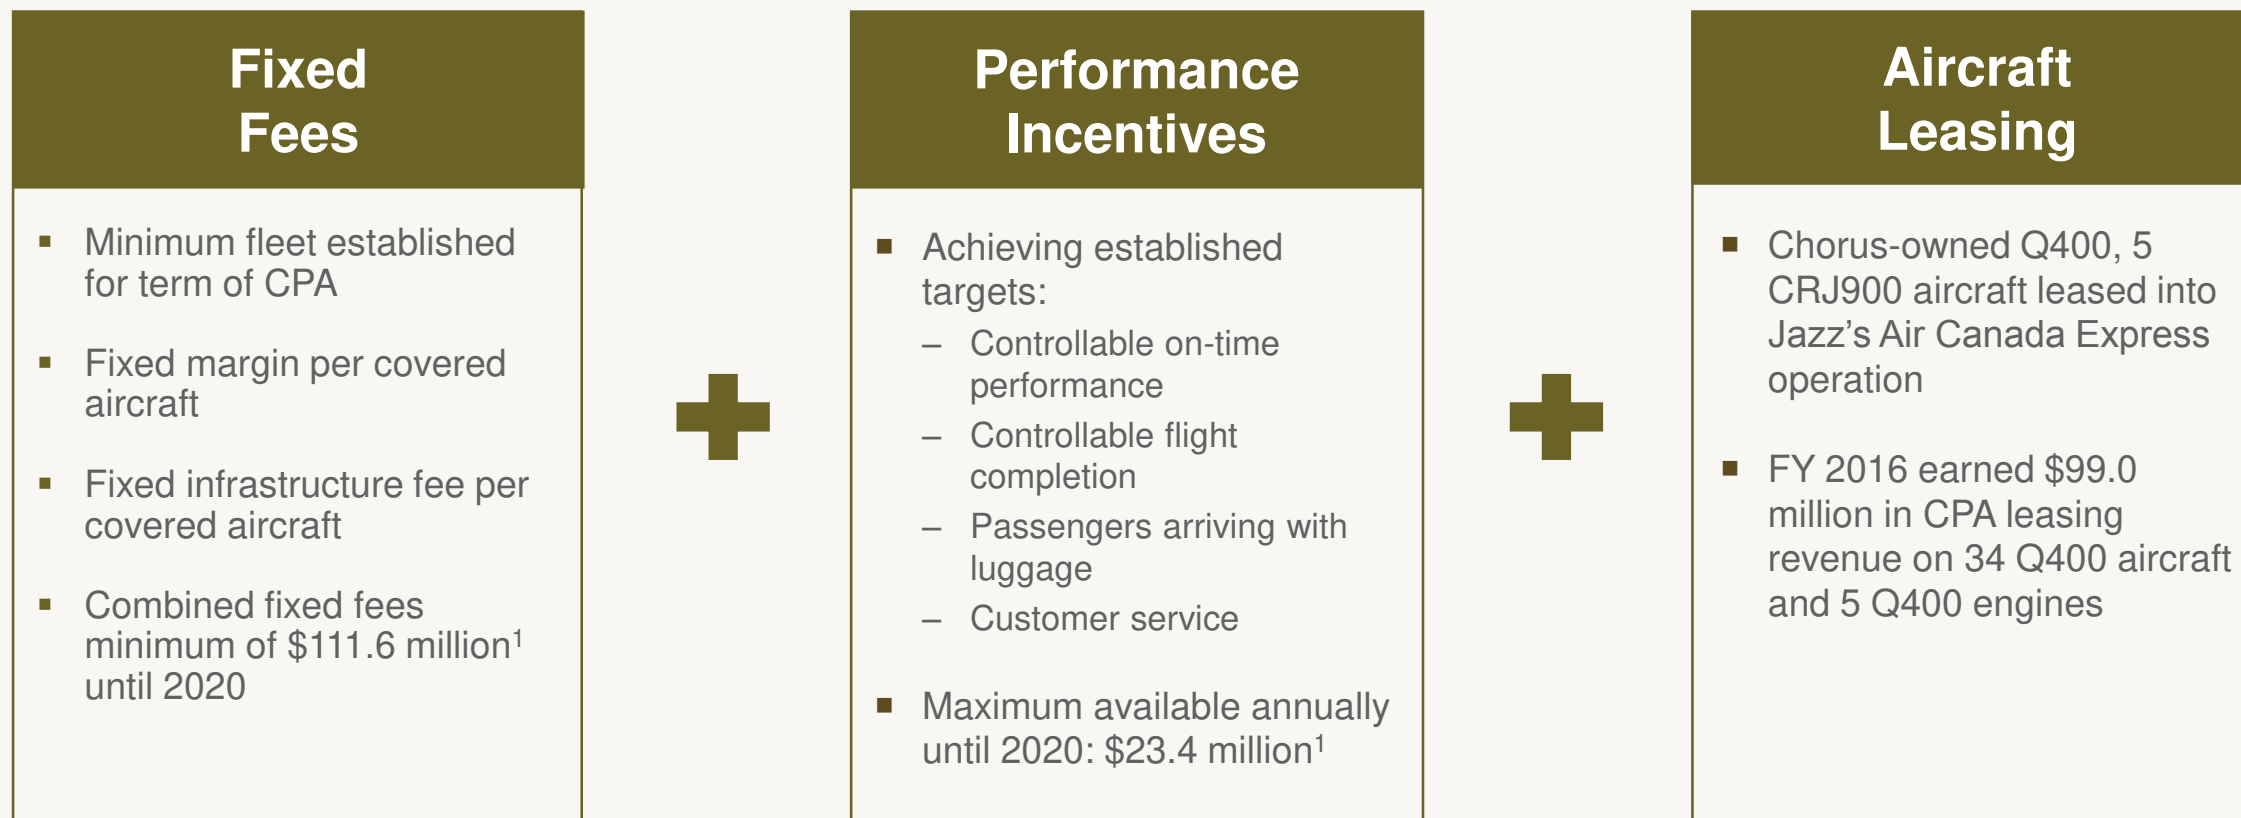 Fixed
Fees
▪ Minimum fleet established
for term of CPA
▪ Fixed margin per covered
aircraft
▪ Fixed infrastructure fee per
covered aircraft
▪ Combined fixed fees
minimum of $111.6 million¹
until 2020
Performance
Incentives
▪ Achieving established
targets:
– Controllable on-time
performance
– Controllable flight
completion
– Passengers arriving with
luggage
– Customer service
▪ Maximum available annually
until 2020: $23.4 million¹
Aircraft
Leasing
▪ Chorus-owned Q400, 5
CRJ900 aircraft leased into
Jazz’s Air Canada Express
operation
▪ FY 2016 earned $99.0
million in CPA leasing
revenue on 34 Q400 aircraft
and 5 Q400 engines